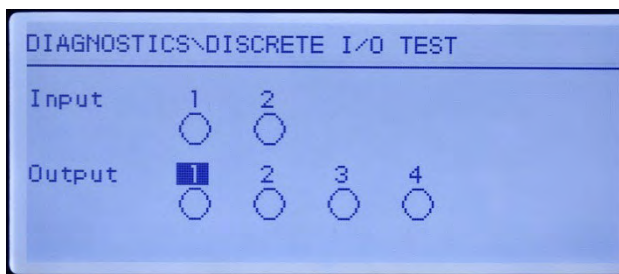 DIAGNOSTICS\DISCRETE I/O TEST
Input 1 2
Output 1 2 3 4